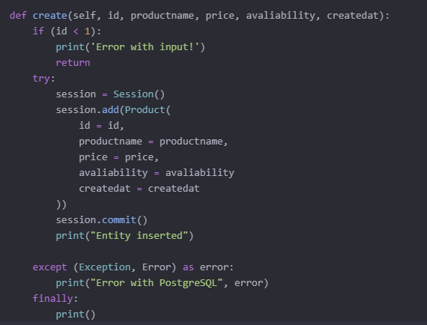 def create(self, id, productname, price, avaliability, createdat):
    if (id < 1):
        print('Error with input!')
        return
    try:
        session = Session()
        session.add(Product(
            id = id,
            productname = productname,
            price = price,
            avaliability = avaliability
            createdat = createdat
        ))
        session.commit()
        print("Entity inserted")

    except (Exception, Error) as error:
        print("Error with PostgreSQL", error)
    finally:
        print()